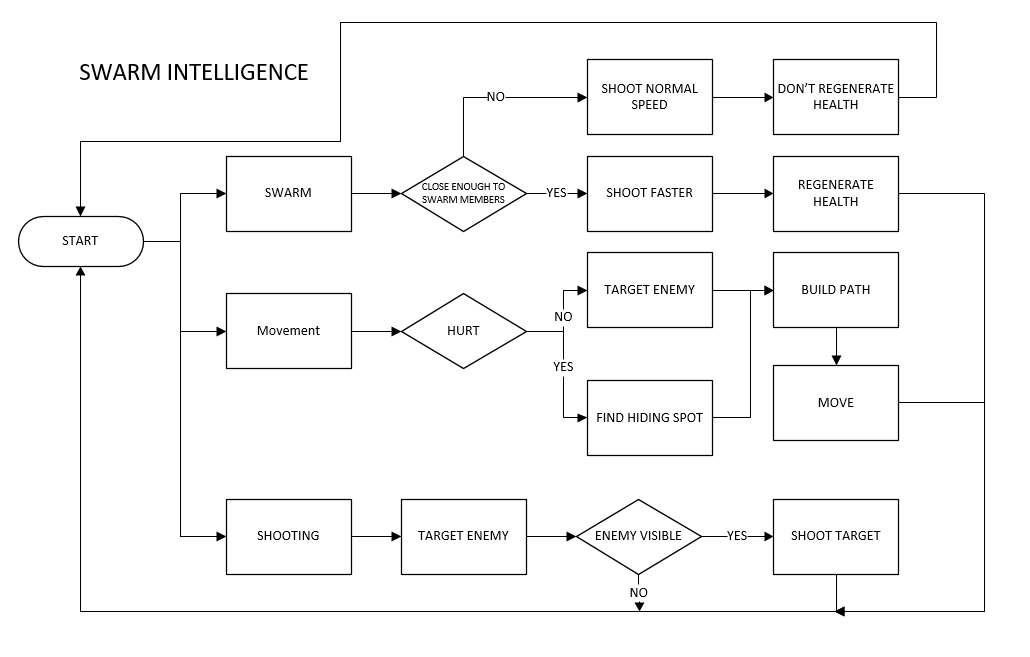 SWARM INTELLIGENCE
NO
SHOOT NORMAL
SPEED
DON'T REGENERATE
HEALTH
SWARM
CLOSE ENOUGH TO
SWARM MEMBERS
YES
SHOOT FASTER
REGENERATE
HEALTH
START
Movement
HURT
NO
YES
TARGET ENEMY
BUILD PATH
FIND HIDING SPOT
MOVE
SHOOTING
TARGET ENEMY
ENEMY VISIBLE
YES
SHOOT TARGET
NO